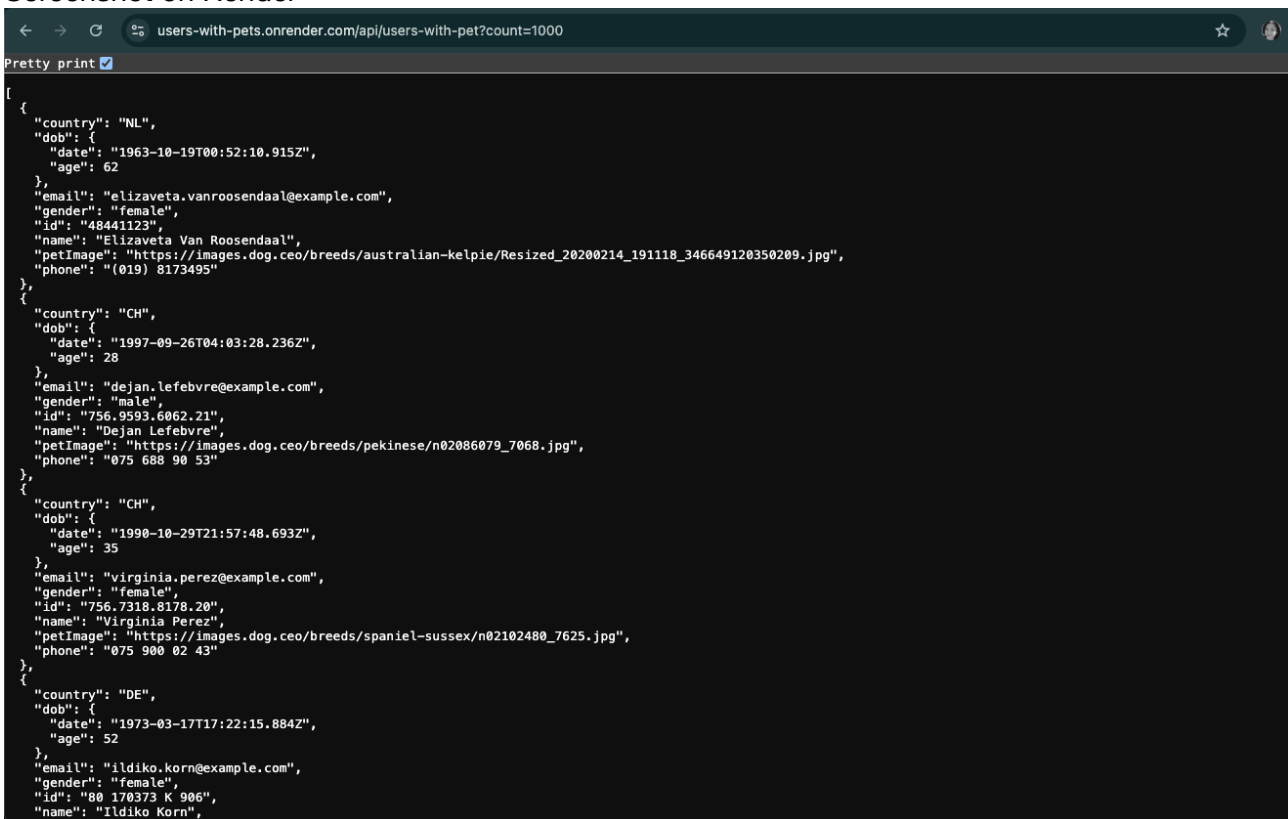 Screenshot on Render
users-with-pets.onrender.com/api/users-with-pet?count=1000
Pretty print
[
  {
    "country": "NL",
    "dob": {
      "date": "1963-10-19T00:52:10.915Z",
      "age": 62
    },
    "email": "elizaveta.vanroosendaal@example.com",
    "gender": "female",
    "id": "48441123",
    "name": "Elizaveta Van Roosendaal",
    "petImage": "https://images.dog.ceo/breeds/australian-kelpie/Resized_20200214_191118_346649120350209.jpg",
    "phone": "(019) 8173495"
  },
  {
    "country": "CH",
    "dob": {
      "date": "1997-09-26T04:03:28.236Z",
      "age": 28
    },
    "email": "dejan.lefebvre@example.com",
    "gender": "male",
    "id": "756.9593.6062.21",
    "name": "Dejan Lefebvre",
    "petImage": "https://images.dog.ceo/breeds/pekinese/n02086079_7068.jpg",
    "phone": "075 688 90 53"
  },
  {
    "country": "CH",
    "dob": {
      "date": "1990-10-29T21:57:48.693Z",
      "age": 35
    },
    "email": "virginia.perez@example.com",
    "gender": "female",
    "id": "756.7318.8178.20",
    "name": "Virginia Perez",
    "petImage": "https://images.dog.ceo/breeds/spaniel-sussex/n02102480_7625.jpg",
    "phone": "075 900 02 43"
  },
  {
    "country": "DE",
    "dob": {
      "date": "1973-03-17T17:22:15.884Z",
      "age": 52
    },
    "email": "ildiko.korn@example.com",
    "gender": "female",
    "id": "80 170373 K 906",
    "name": "Ildiko Korn",